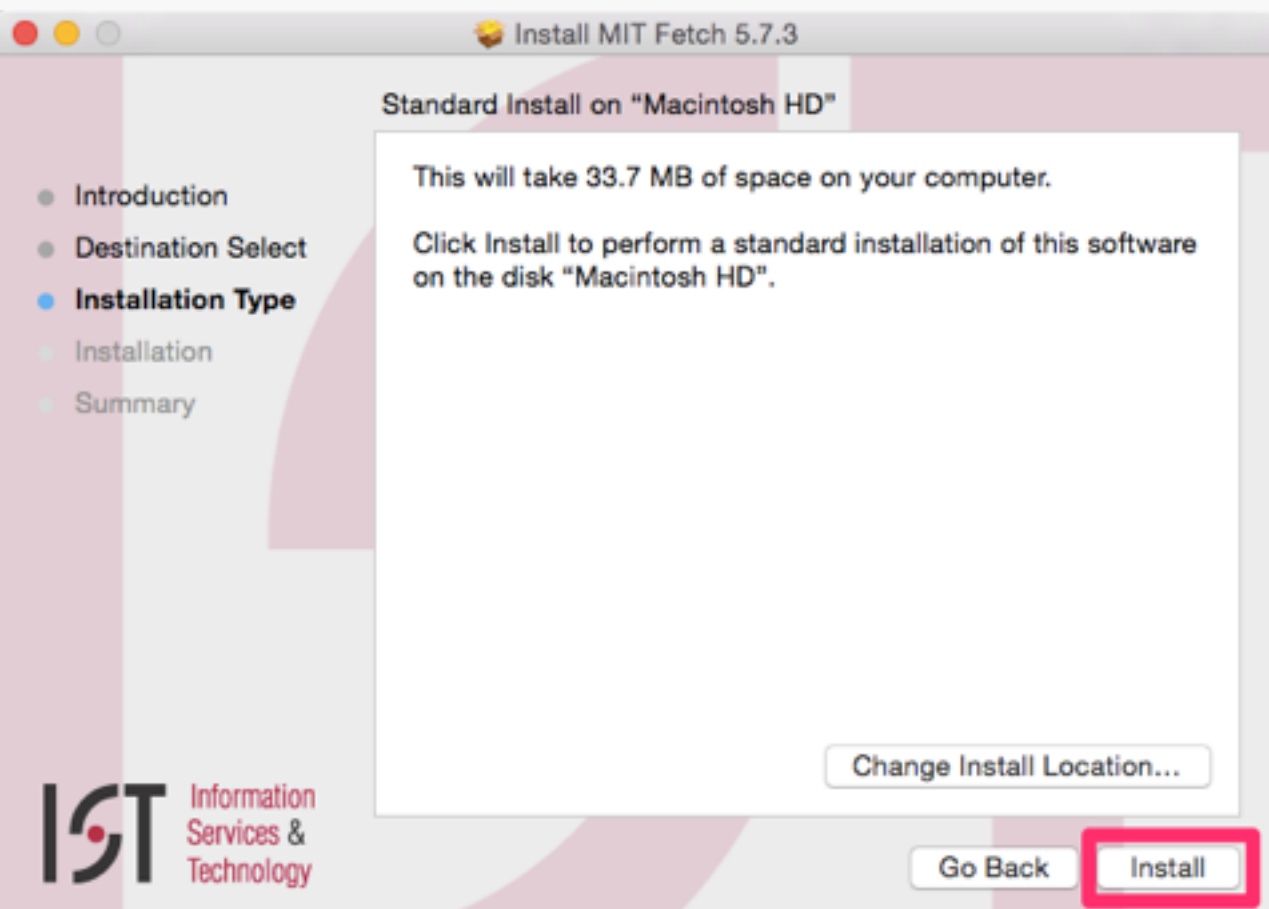 Install MIT Fetch 5.7.3
Standard Install on “Macintosh HD”
Introduction
Destination Select
Installation Type
Installation
Summary
This will take 33.7 MB of space on your computer.
Click Install to perform a standard installation of this software
on the disk “Macintosh HD”.
Change Install Location...
IST
Information
Services &
Technology
Go Back
Install